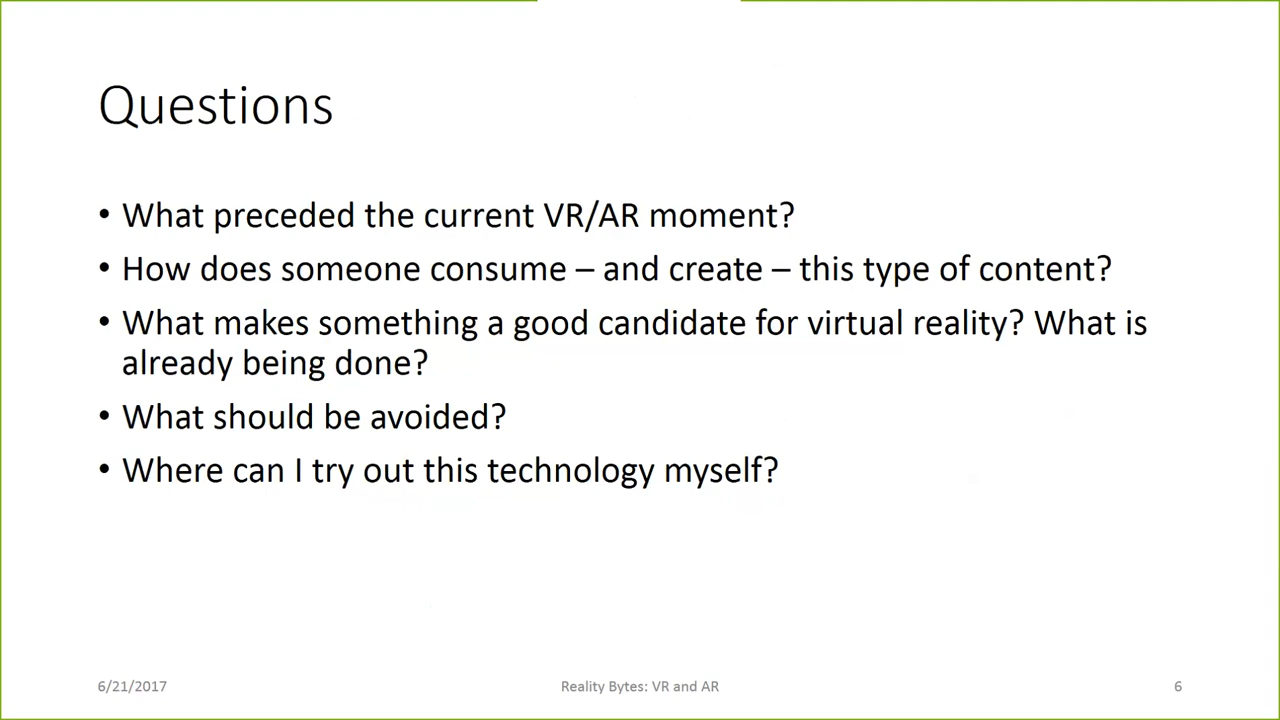 Questions
• What preceded the current VR/AR moment?
• How does someone consume – and create – this type of content?
• What makes something a good candidate for virtual reality? What is
already being done?
• What should be avoided?
• Where can I try out this technology myself?
6/21/2017
Reality Bytes: VR and AR
6